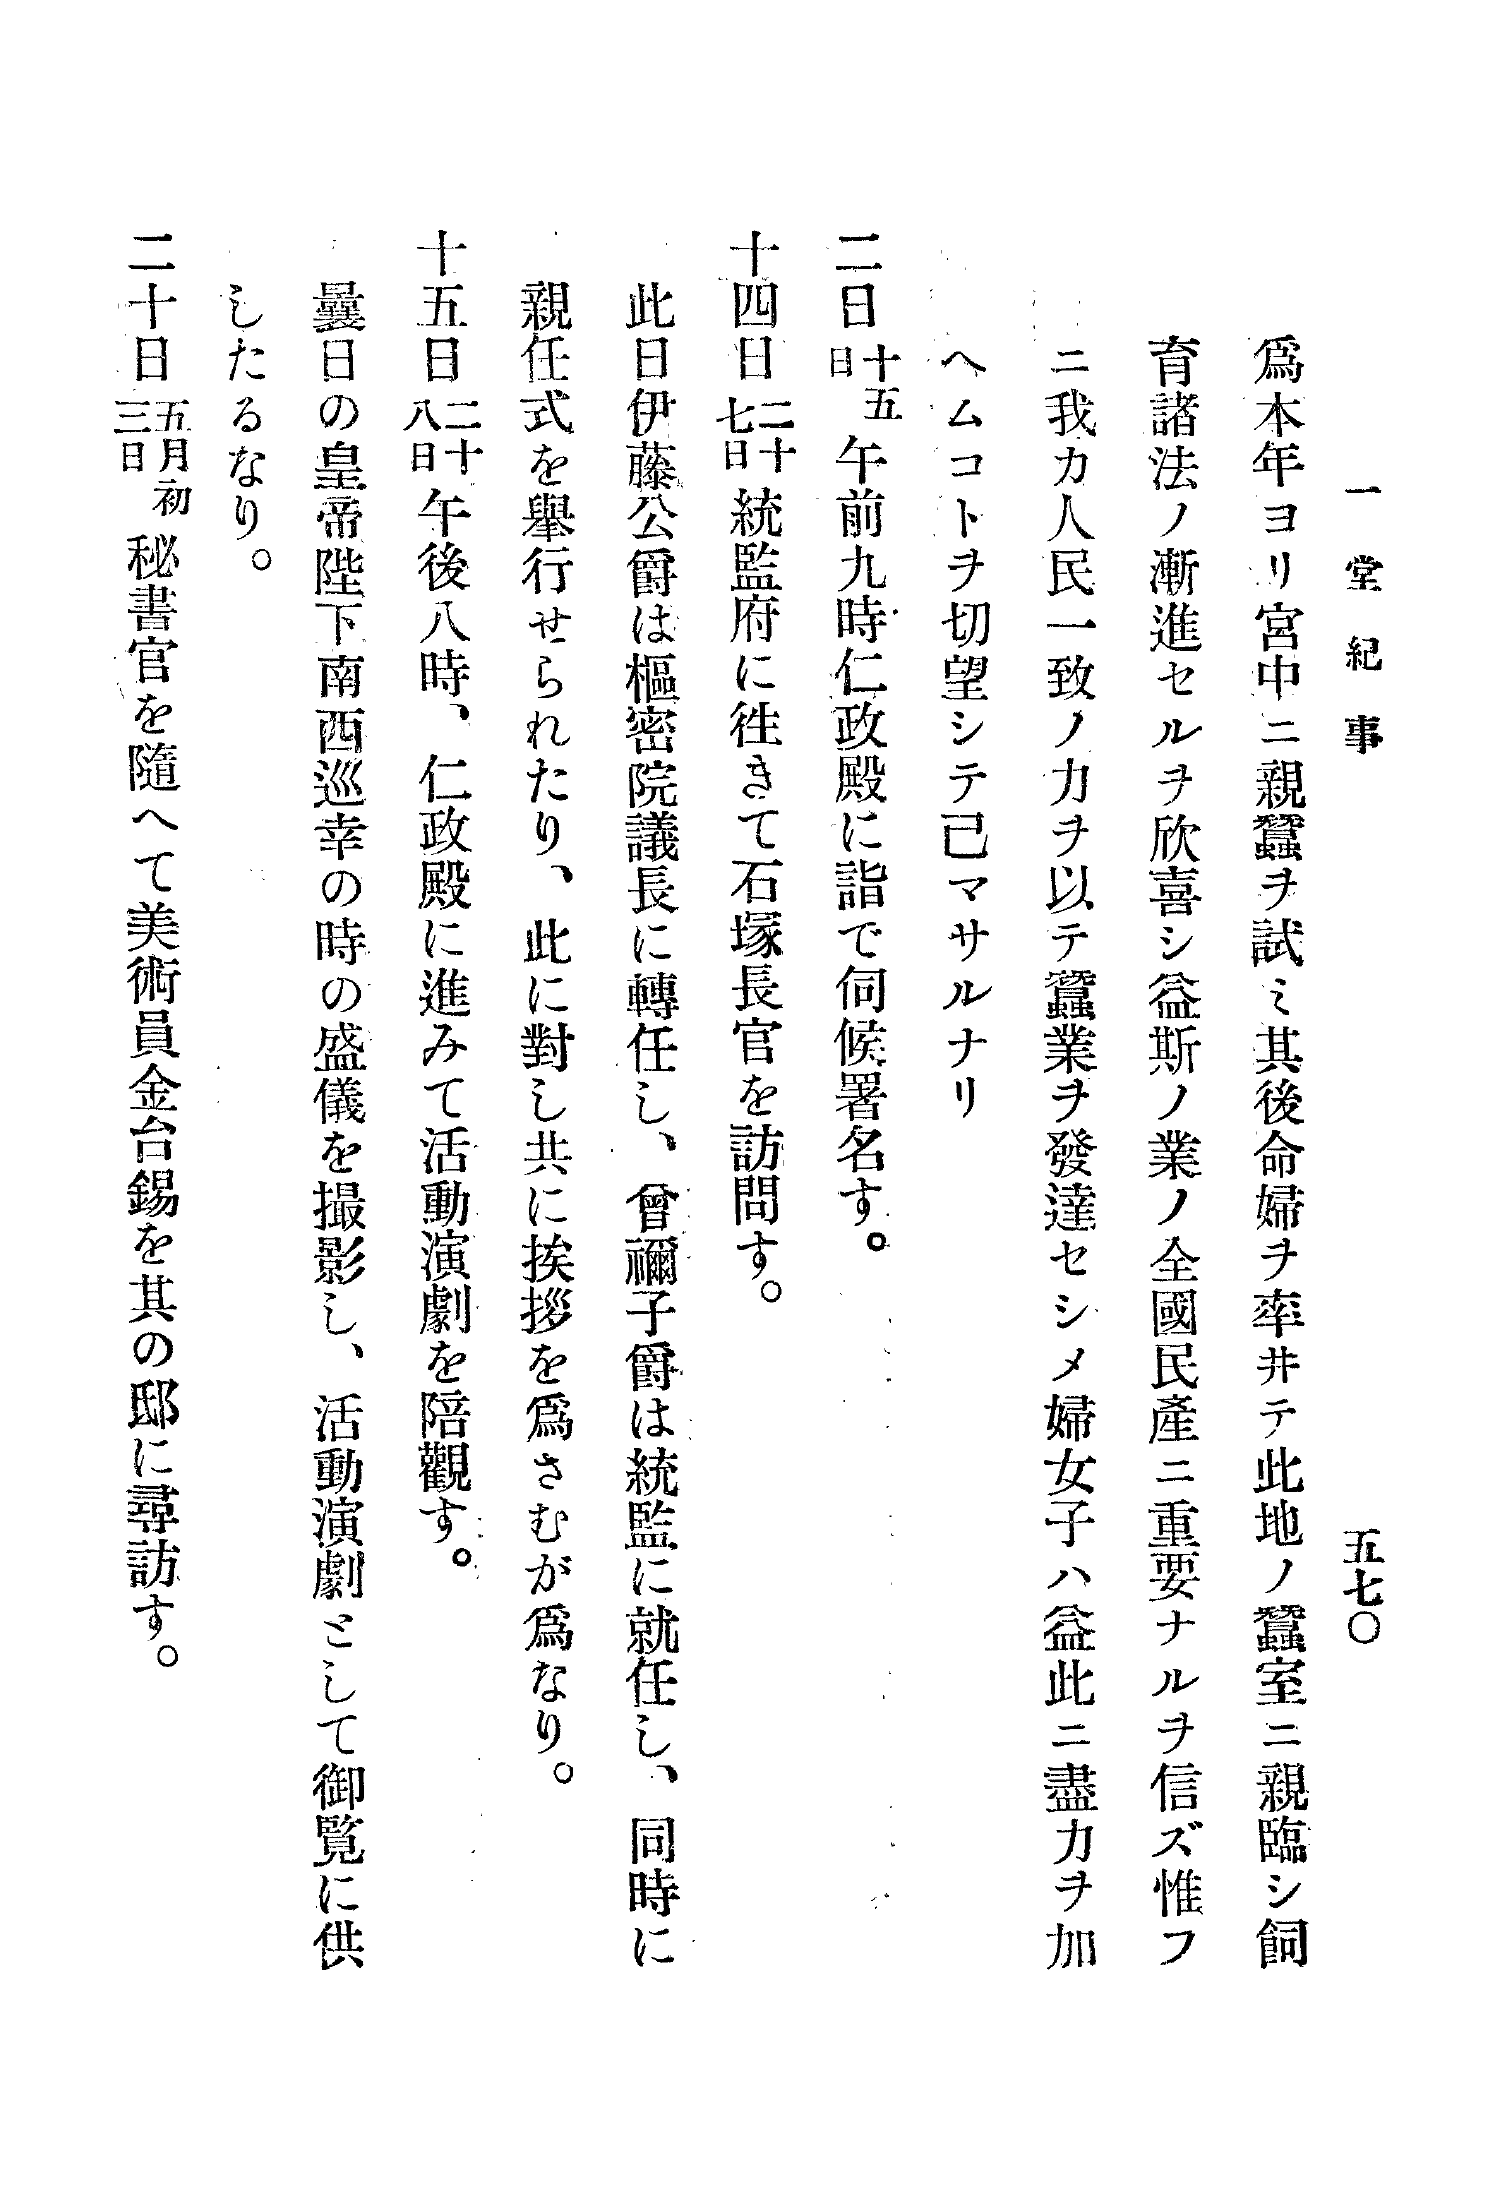 一堂紀事
五七〇
爲本年ヨリ宮中ニ親蠶ヲ試ミ其後命婦ヲ率井テ此地ノ蠶室ニ親臨シ飼
育諸法ノ漸進セルヲ欣喜シ益斯ノ業ノ全國民產ニ重要ナルヲ信ズ惟フ
ニ我カ人民一致ノ力ヲ以テ蠶業ヲ發達セシメ婦女子ハ益此ニ盡力ヲ加
ヘムコトヲ切望シテ已マサルナリ
二日十五日午前九時仁政殿に詣で伺候署名す。
十四日二十七日統監府に徃きて石塚長官を訪問す。
此日伊藤公爵は樞密院議長に轉任し、曾禰子爵は統監に就任し、同時に
親任式を擧行せられたり、此に對し共に挨拶を爲さむが爲なり。
十五日二十八日午後八時、仁政殿に進みて活動演劇を陪觀す。
曩日の皇帝陛下南西巡幸の時の盛儀を撮影し、活動演劇として御覽に供
したるなり。
二十日五月初三日秘書官を隨へて美術員金台錫を其の邸に尋訪す。